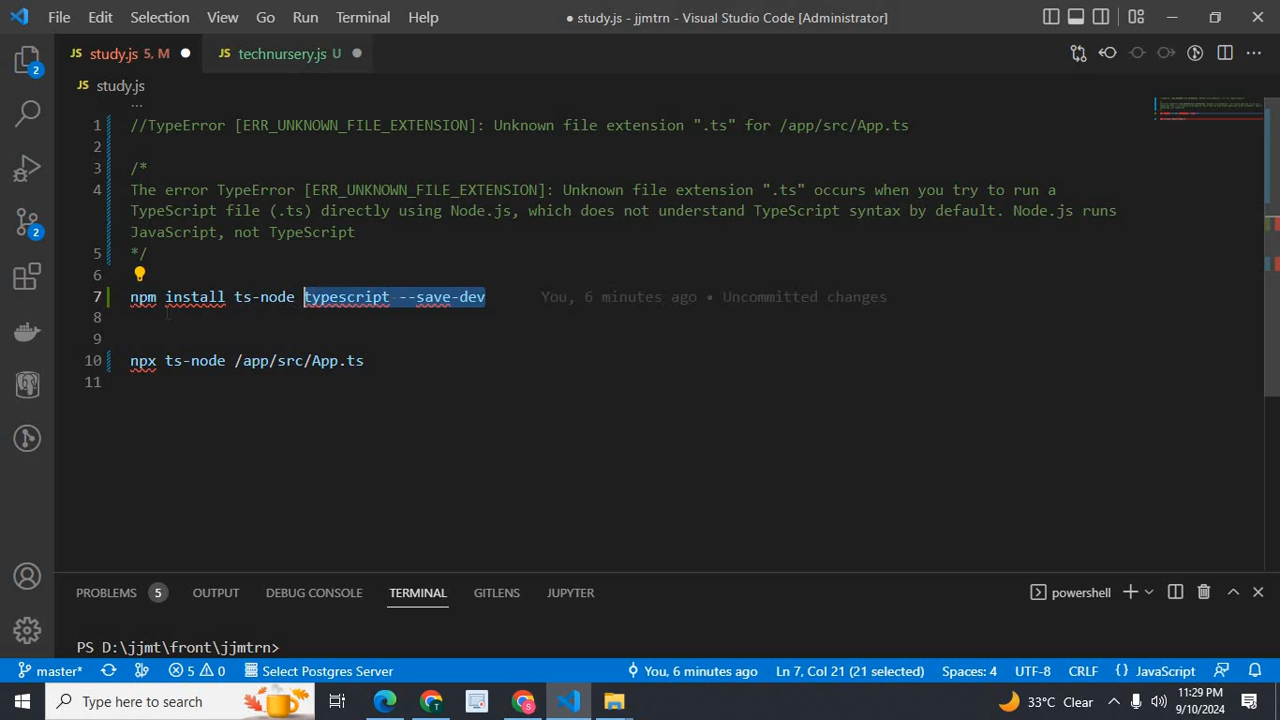 File Edit Selection View Go Run Terminal Help
● study.js - jjmtrn - Visual Studio Code [Administrator]
JS study.js 5, M ●
JS technursery.js U ●
JS study.js
...
1 //TypeError [ERR_UNKNOWN_FILE_EXTENSION]: Unknown file extension ".ts" for /app/src/App.ts
2
3 /*
4 The error TypeError [ERR_UNKNOWN_FILE_EXTENSION]: Unknown file extension ".ts" occurs when you try to run a
TypeScript file (.ts) directly using Node.js, which does not understand TypeScript syntax by default. Node.js runs
JavaScript, not TypeScript
5 */
6
7 npm install ts-node typescript --save-dev You, 6 minutes ago • Uncommitted changes
8
9
10 npx ts-node /app/src/App.ts
11
2
2
PROBLEMS 5 OUTPUT DEBUG CONSOLE TERMINAL GITLENS JUPYTER
powershell
PS D:\jjmt\front\jjmtrn>
master* 5 0 Select Postgres Server You, 6 minutes ago Ln 7, Col 21 (21 selected) Spaces: 4 UTF-8 CRLF {} JavaScript
Type here to search
33°C Clear
11:29 PM
9/10/2024